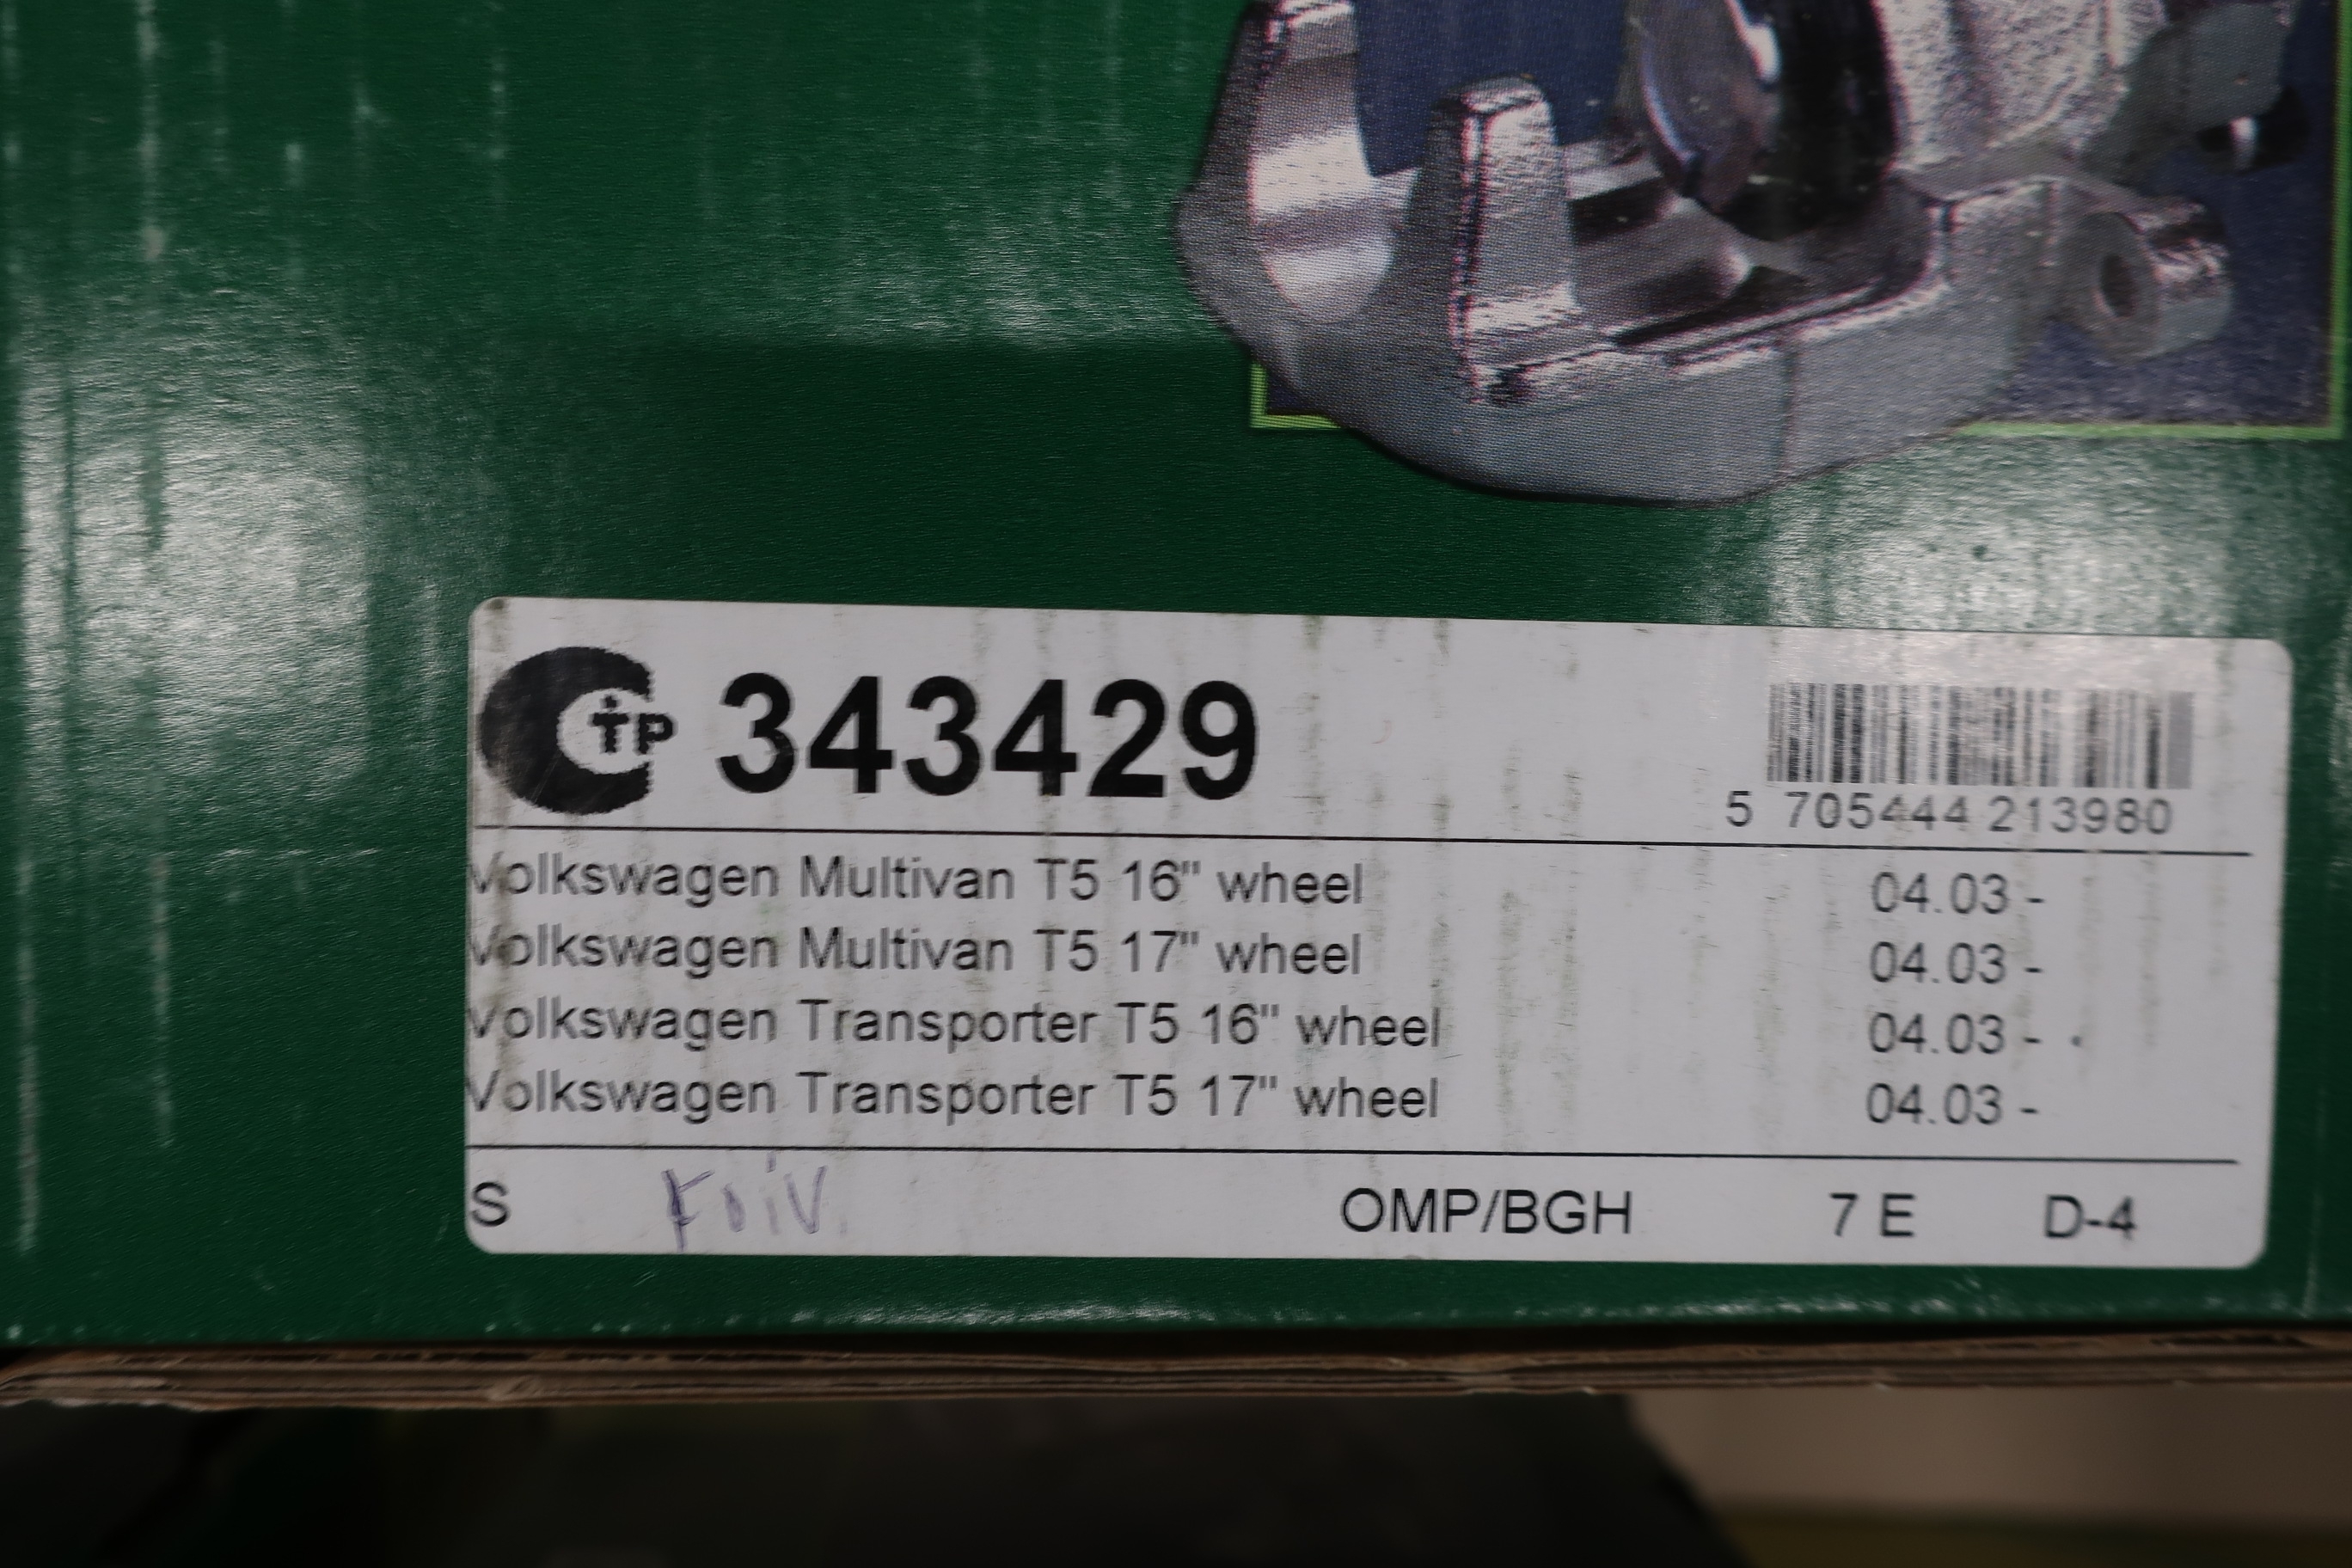 CTP 343429
5 705444 213980
Volkswagen Multivan T5 16" wheel 04.03 -
Volkswagen Multivan T5 17" wheel 04.03 -
Volkswagen Transporter T5 16" wheel 04.03 -
Volkswagen Transporter T5 17" wheel 04.03 -
S OMP/BGH 7 E D-4